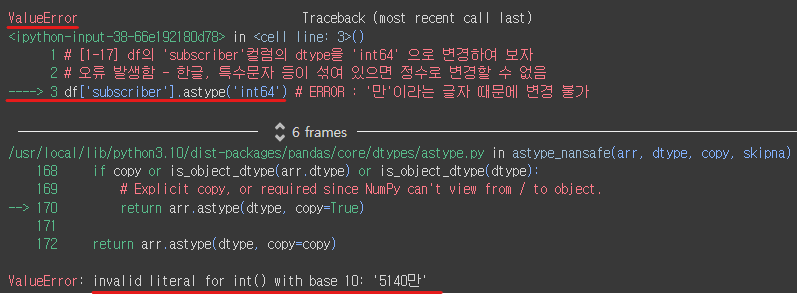 ValueError Traceback (most recent call last)
<ipython-input-38-66e192180d78> in <cell line: 3>()
1 # [1-17] df의 'subscriber'컬럼의 dtype을 'int64' 으로 변경하여 보자
2 # 오류 발생함 - 한글, 특수문자 등이 섞여 있으면 정수로 변경할 수 없음
----> 3 df['subscriber'].astype('int64') # ERROR : '만'이라는 글자 때문에 변경 불가
6 frames
/usr/local/lib/python3.10/dist-packages/pandas/core/dtypes/astype.py in astype_nansafe(arr, dtype, copy, skipna)
168 if copy or is_object_dtype(arr.dtype) or is_object_dtype(dtype):
169 # Explicit copy, or required since NumPy can't view from / to object.
--> 170 return arr.astype(dtype, copy=True)
171
172 return arr.astype(dtype, copy=copy)
ValueError: invalid literal for int() with base 10: '5140만'